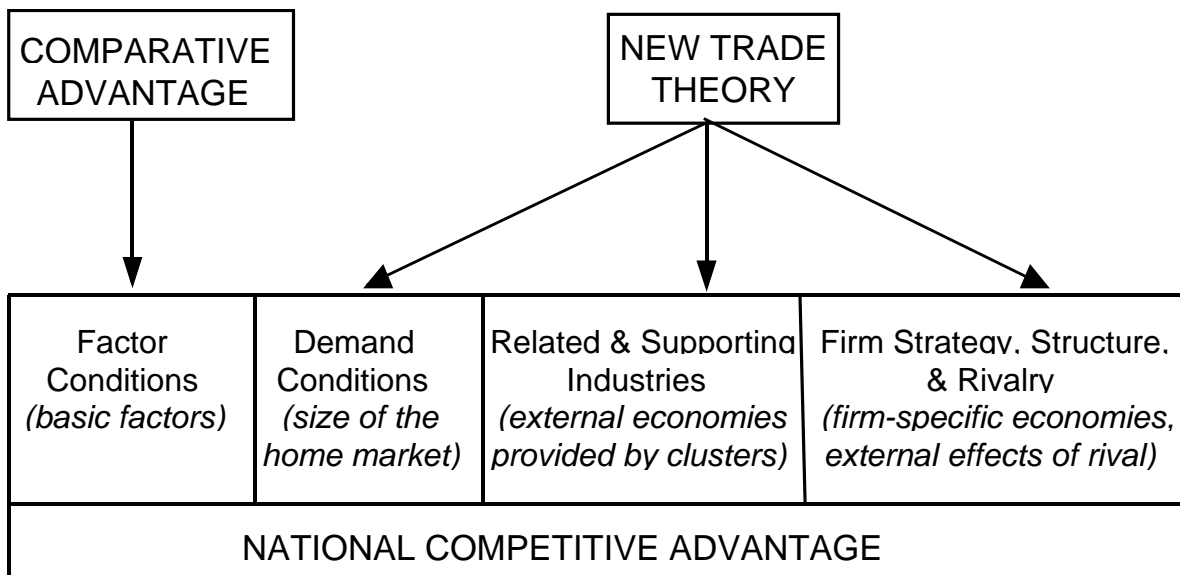 COMPARATIVE
ADVANTAGE
NEW TRADE
THEORY
Factor
Conditions
(basic factors)
Demand
Conditions
(size of the
home market)
Related & Supporting
Industries
(external economies
provided by clusters)
Firm Strategy, Structure,
& Rivalry
(firm-specific economies,
external effects of rival)
NATIONAL COMPETITIVE ADVANTAGE